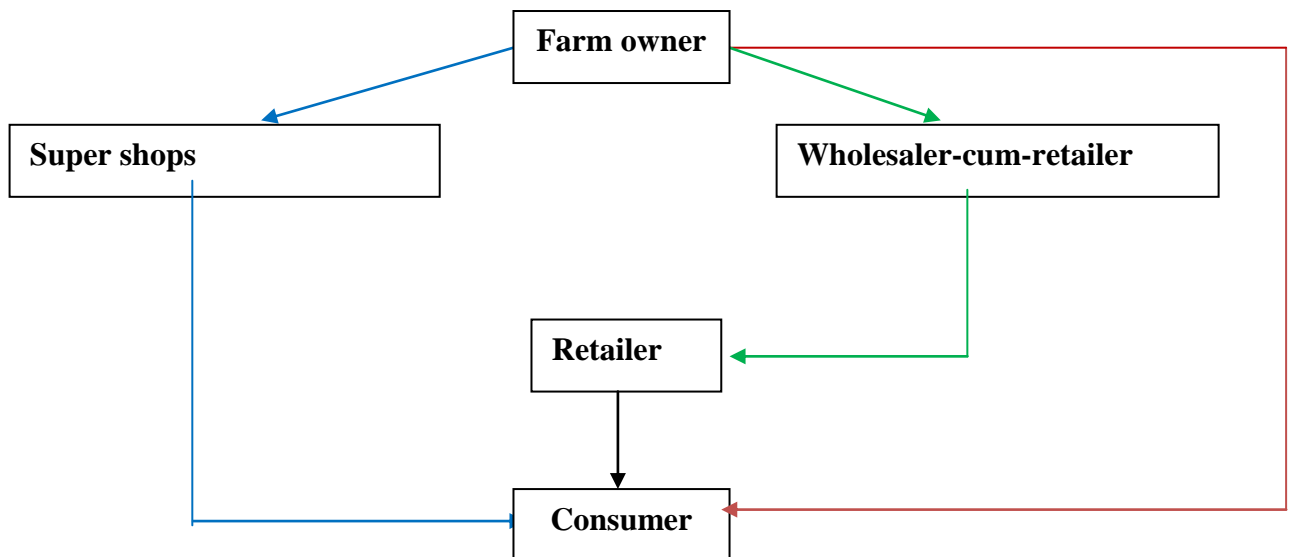 Farm owner
Super shops
Wholesaler-cum-retailer
Retailer
Consumer